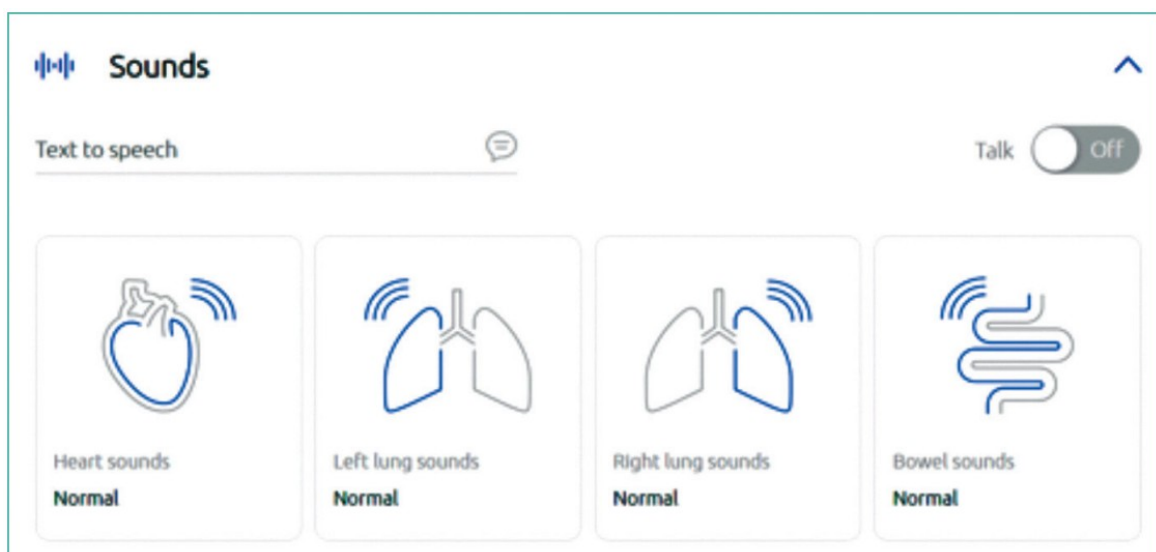 Sounds
Text to speech
Talk Off
Heart sounds
Normal
Left lung sounds
Normal
Right lung sounds
Normal
Bowel sounds
Normal